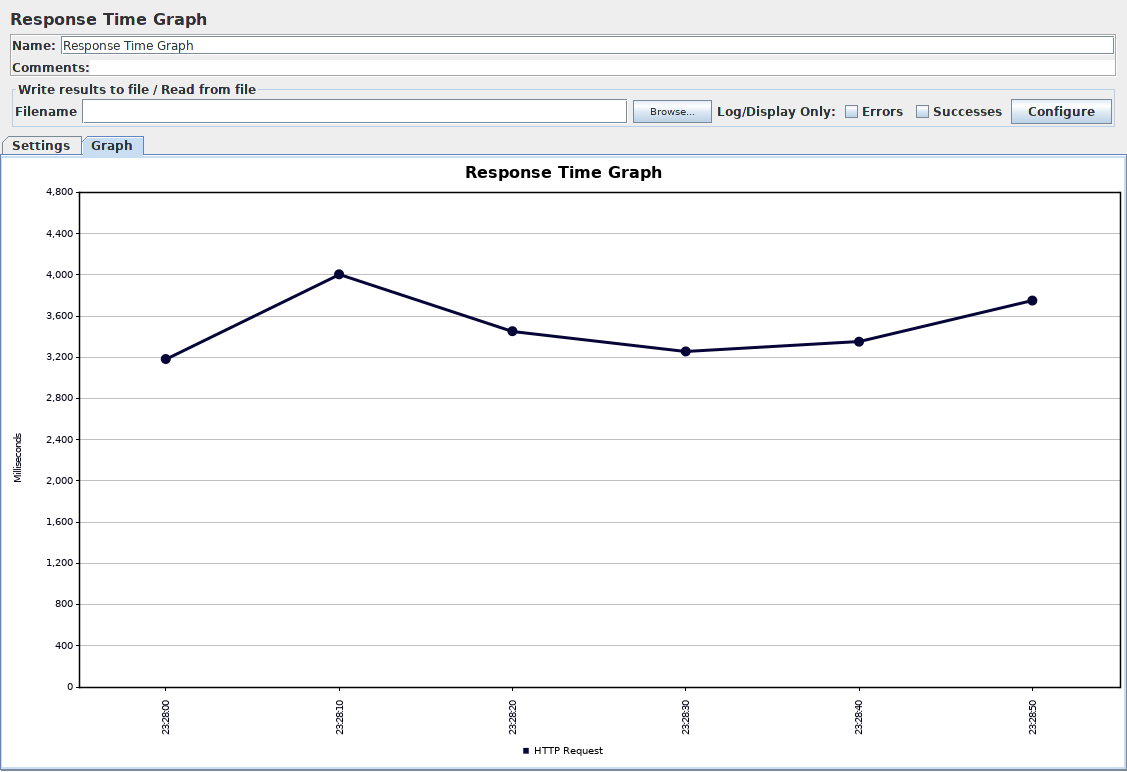 Response Time Graph
Name: Response Time Graph
Comments:
Write results to file / Read from file
Filename Browse... Log/Display Only: Errors Successes Configure
Settings Graph
Response Time Graph
4,800
4,400
4,000
3,600
3,200
2,800
2,400
2,000
1,600
1,200
800
400
0
Milliseconds
23:28:00 23:28:10 23:28:20 23:28:30 23:28:40 23:28:50
HTTP Request